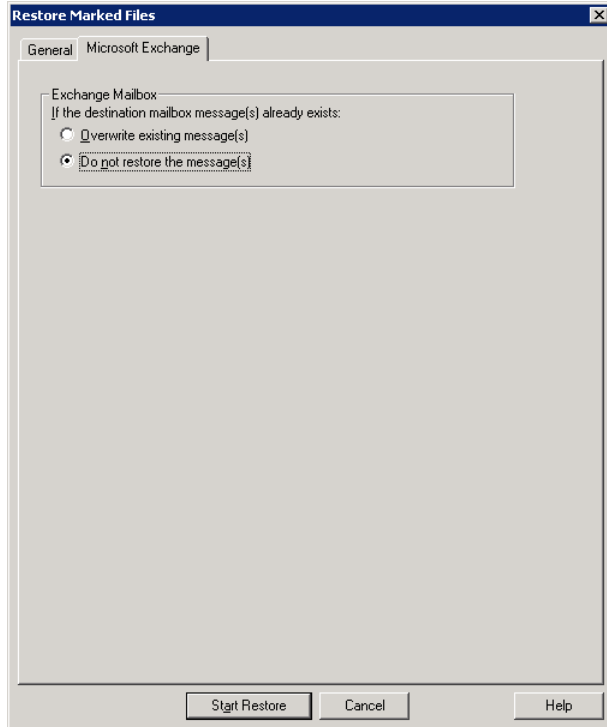 Restore Marked Files
General Microsoft Exchange
Exchange Mailbox
If the destination mailbox message(s) already exists:
Overwrite existing message(s)
Do not restore the message(s)
Start Restore Cancel Help